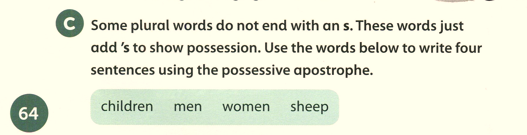 C Some plural words do not end with an s. These words just
add 's to show possession. Use the words below to write four
sentences using the possessive apostrophe.
64 children men women sheep